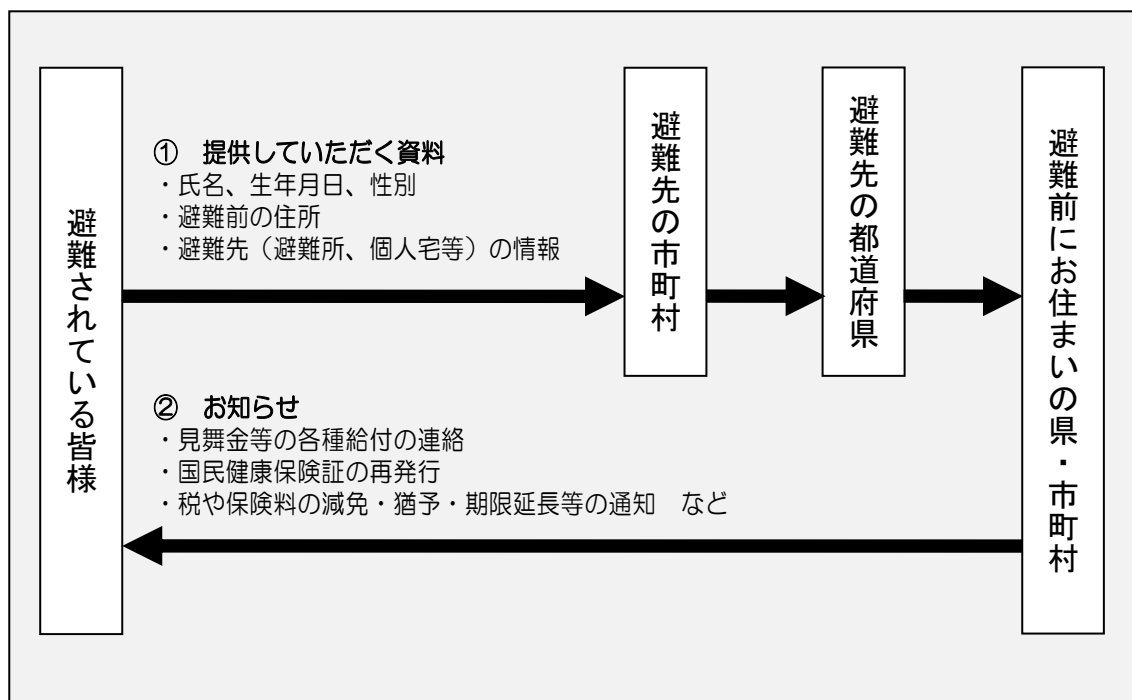 避難されている皆様
① 提供していただく資料
・氏名、生年月日、性別
・避難前の住所
・避難先（避難所、個人宅等）の情報
避難先の市町村
避難先の都道府県
避難前にお住まいの県・市町村
② お知らせ
・見舞金等の各種給付の連絡
・国民健康保険証の再発行
・税や保険料の減免・猶予・期限延長等の通知　など